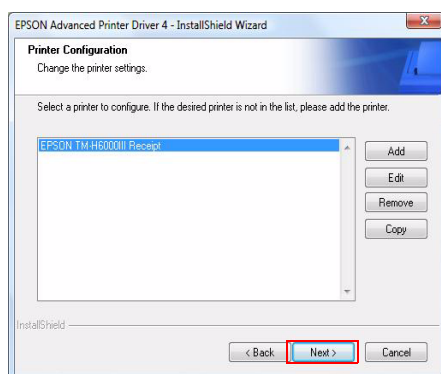 EPSON Advanced Printer Driver 4 - InstallShield Wizard
Printer Configuration
Change the printer settings.
Select a printer to configure. If the desired printer is not in the list, please add the printer.
EPSON TM-H6000III Receipt
Add
Edit
Remove
Copy
InstallShield
< Back
Next >
Cancel